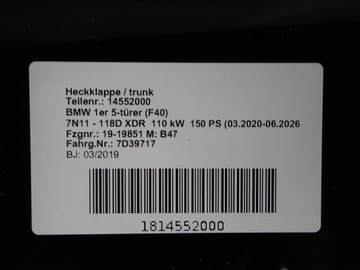 Heckklappe / trunk
Teilenr.: 14552000
BMW 1er 5-türer (F40)
7N11 - 118D XDR 110 kW 150 PS (03.2020-06.2026
Fzgnr.: 19-19851 M: B47
Fahrg.Nr.: 7D39717
BJ: 03/2019
1814552000